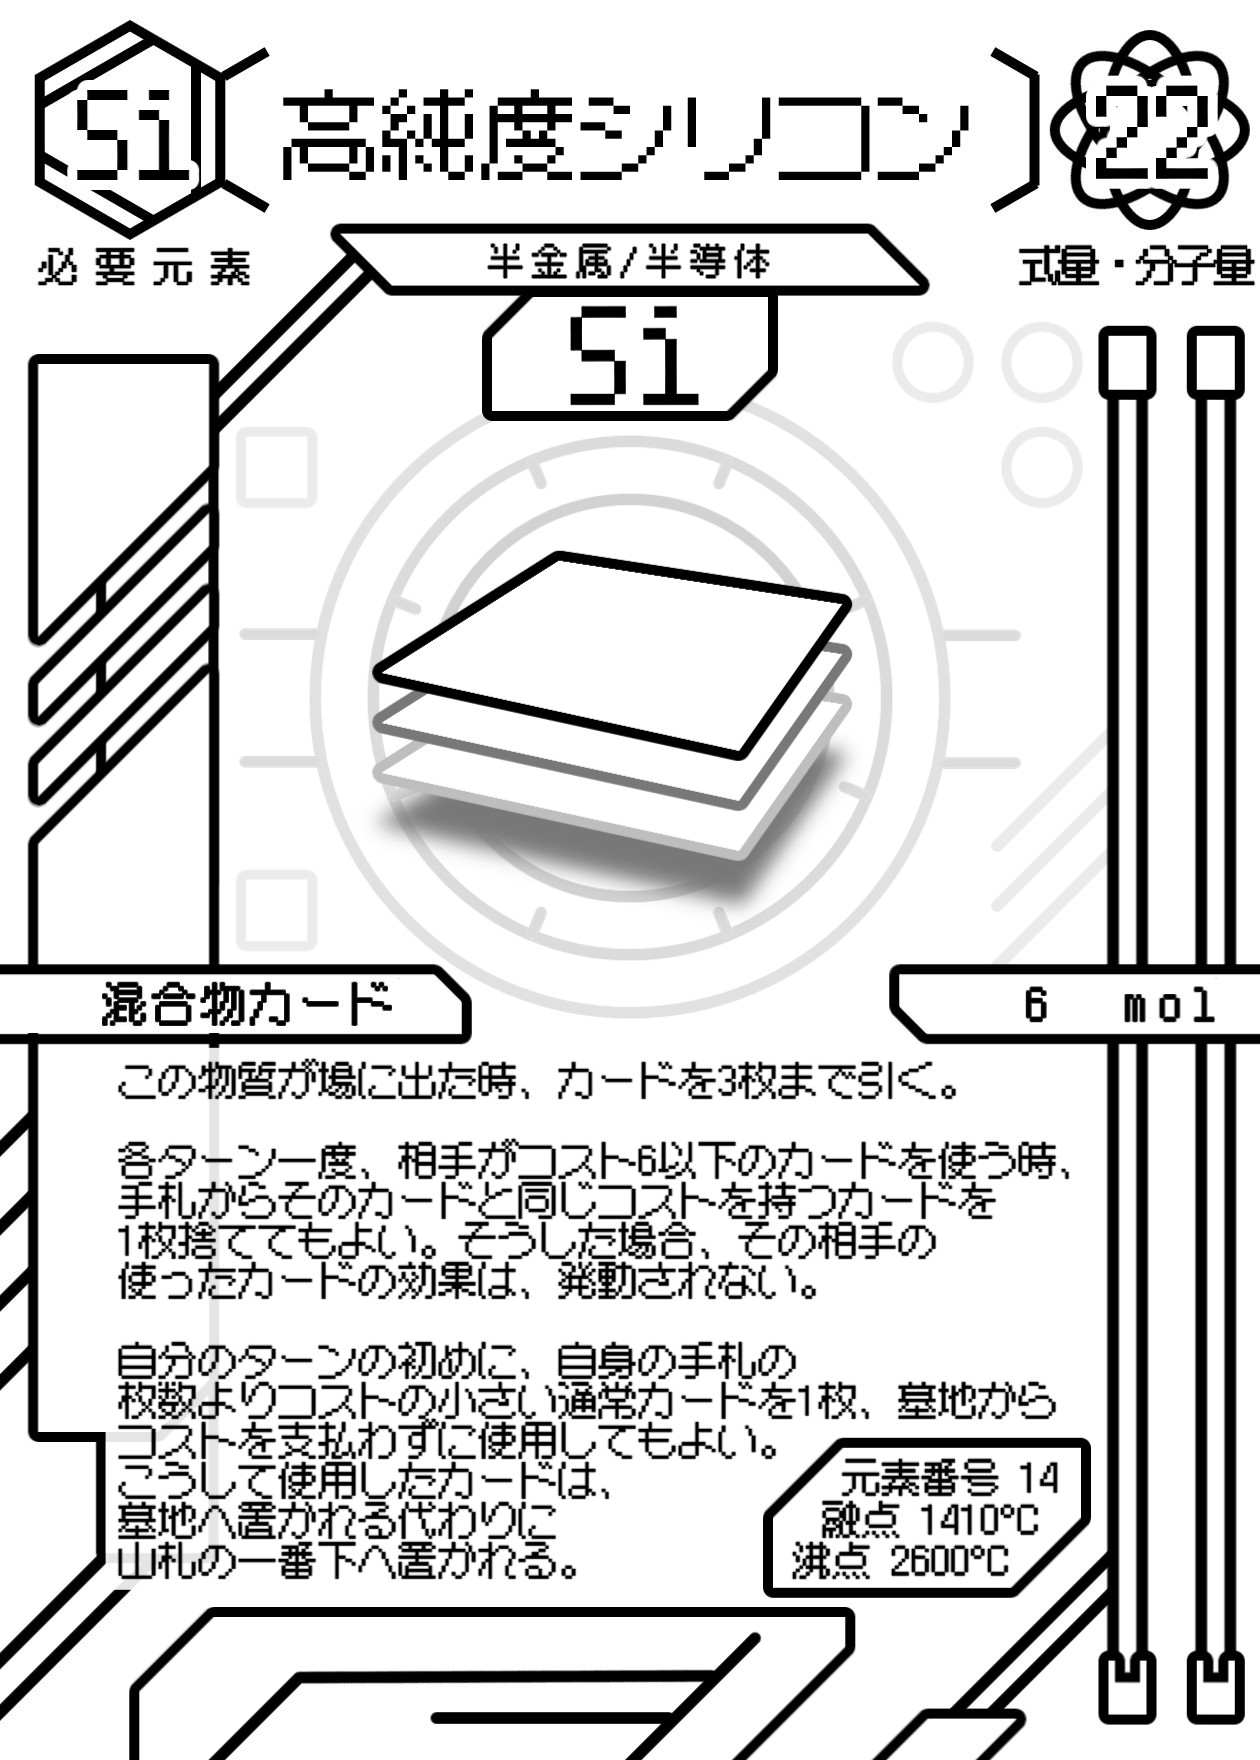 Si
高純度シリコン
22
必要元素
半金属/半導体
式量・分子量
Si
混合物カード
6 mol
この物質が場に出た時、カードを3枚まで引く。
各ターン一度、相手がコスト6以下のカードを使う時、
手札からそのカードと同じコストを持つカードを
1枚捨ててもよい。そうした場合、その相手の
使ったカードの効果は、発動されない。
自分のターンの初めに、自身の手札の
枚数よりコストの小さい通常カードを1枚、墓地から
コストを支払わずに使用してもよい。
こうして使用したカードは、
墓地へ置かれる代わりに
山札の一番下へ置かれる。
元素番号 14
融点 1410℃
沸点 2600℃